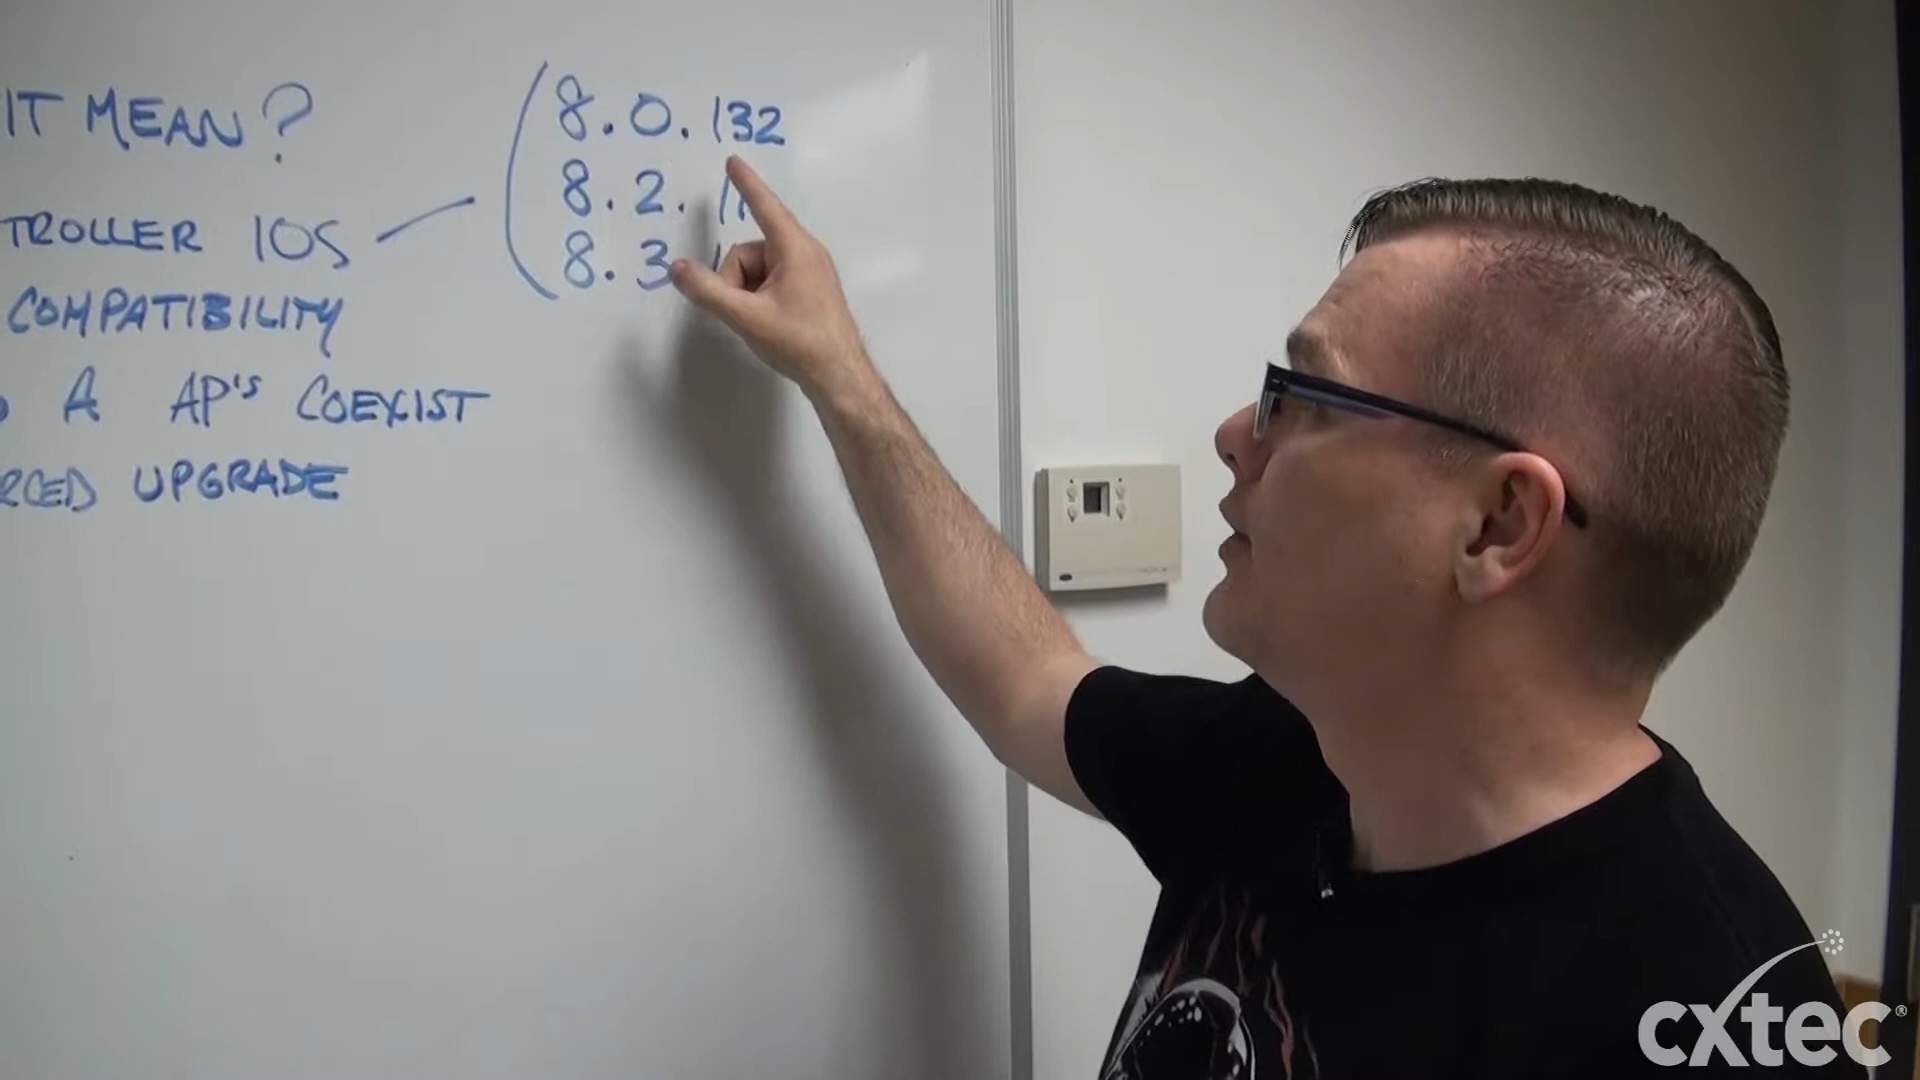 IT MEAN?
8.0.132
8.2.
8.3
TROLLER IOS
COMPATIBILITY
A AP'S COEXIST
RCED UPGRADE
cxtec®